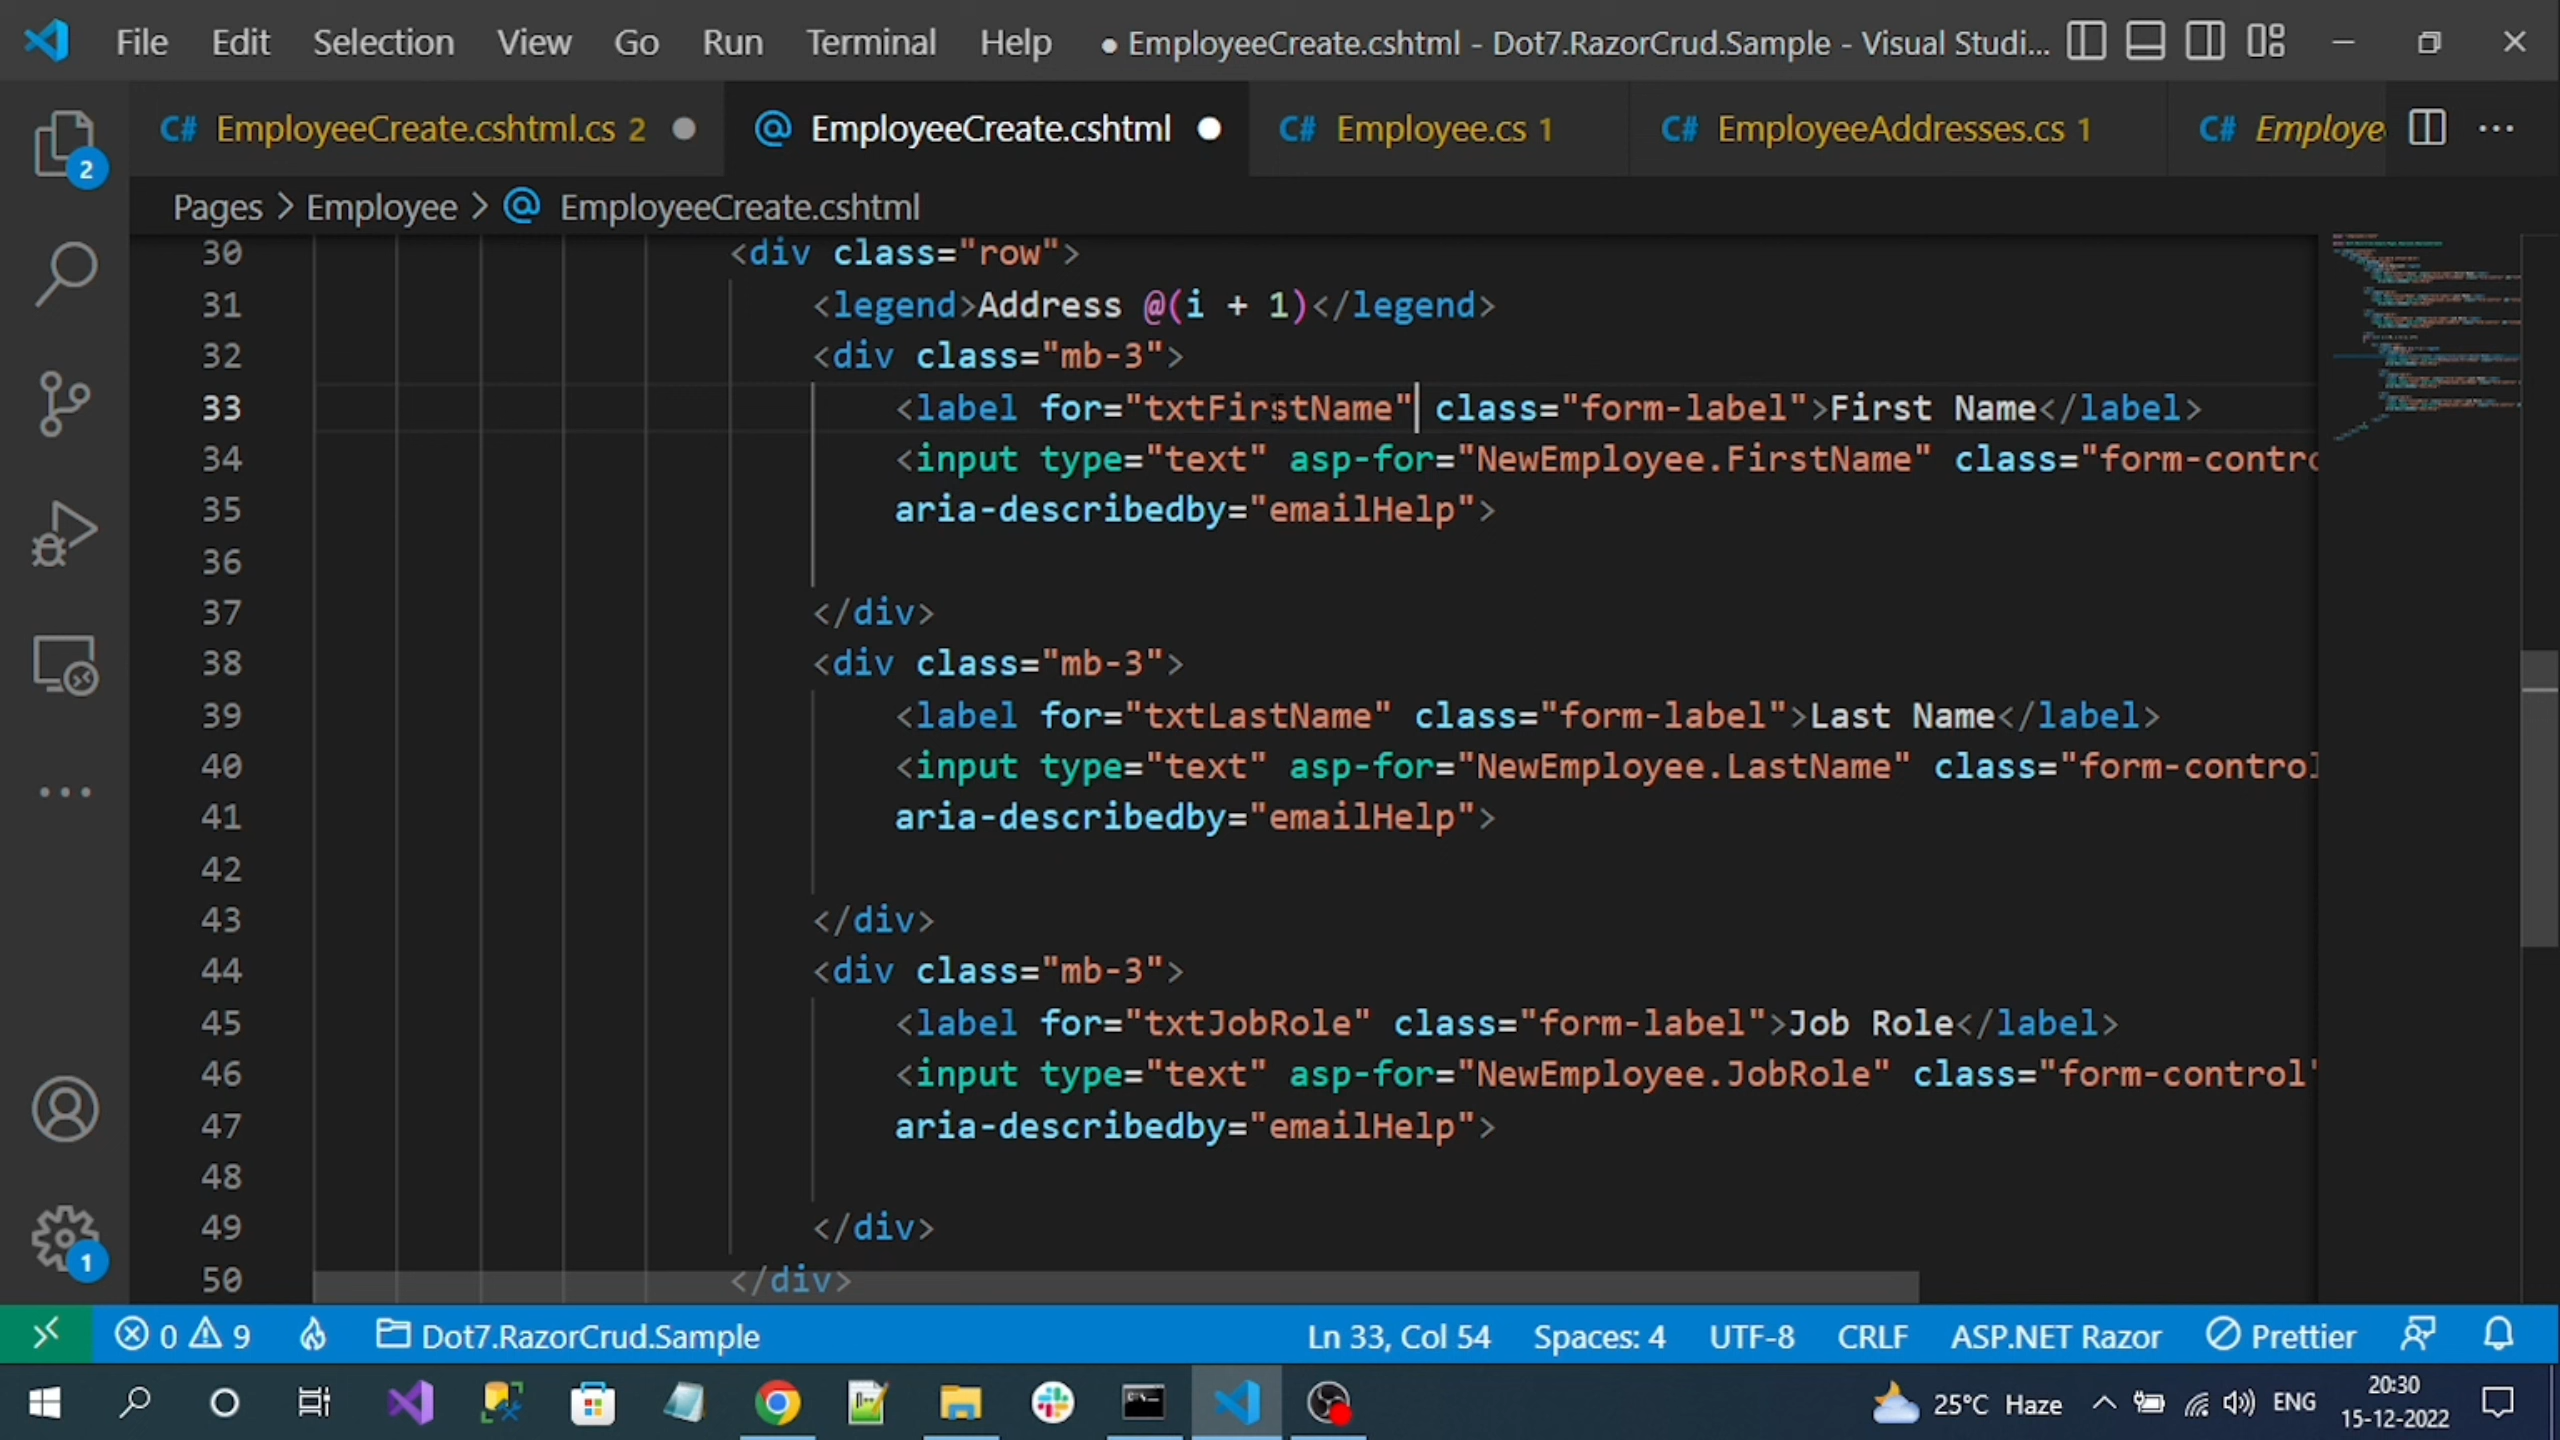 File Edit Selection View Go Run Terminal Help ● EmployeeCreate.cshtml - Dot7.RazorCrud.Sample - Visual Studi...
C# EmployeeCreate.cshtml.cs 2 EmployeeCreate.cshtml C# Employee.cs 1 C# EmployeeAddresses.cs 1 C# Employe
2
Pages > Employee > EmployeeCreate.cshtml
30 <div class="row">
31 <legend>Address @(i + 1)</legend>
32 <div class="mb-3">
33 <label for="txtFirstName" class="form-label">First Name</label>
34 <input type="text" asp-for="NewEmployee.FirstName" class="form-contro
35 aria-describedby="emailHelp">
36
37 </div>
38 <div class="mb-3">
39 <label for="txtLastName" class="form-label">Last Name</label>
40 <input type="text" asp-for="NewEmployee.LastName" class="form-control
41 aria-describedby="emailHelp">
42
43 </div>
44 <div class="mb-3">
45 <label for="txtJobRole" class="form-label">Job Role</label>
46 <input type="text" asp-for="NewEmployee.JobRole" class="form-control"
47 aria-describedby="emailHelp">
48
49 </div>
1
50 </div>
0 9 Dot7.RazorCrud.Sample Ln 33, Col 54 Spaces: 4 UTF-8 CRLF ASP.NET Razor Prettier
25°C Haze ENG 20:30
15-12-2022